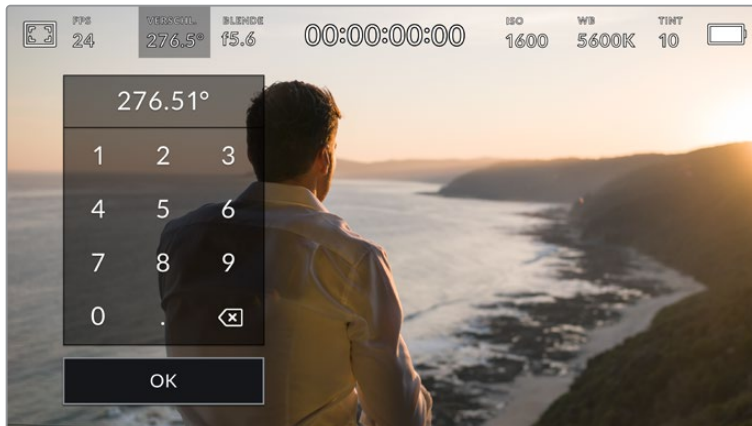 FPS VERSCHL. BLENDE ISO WB TINT
24 276.5° f5.6 00:00:00:00 1600 5600K 10
276.51°
1 2 3
4 5 6
7 8 9
0 .
OK